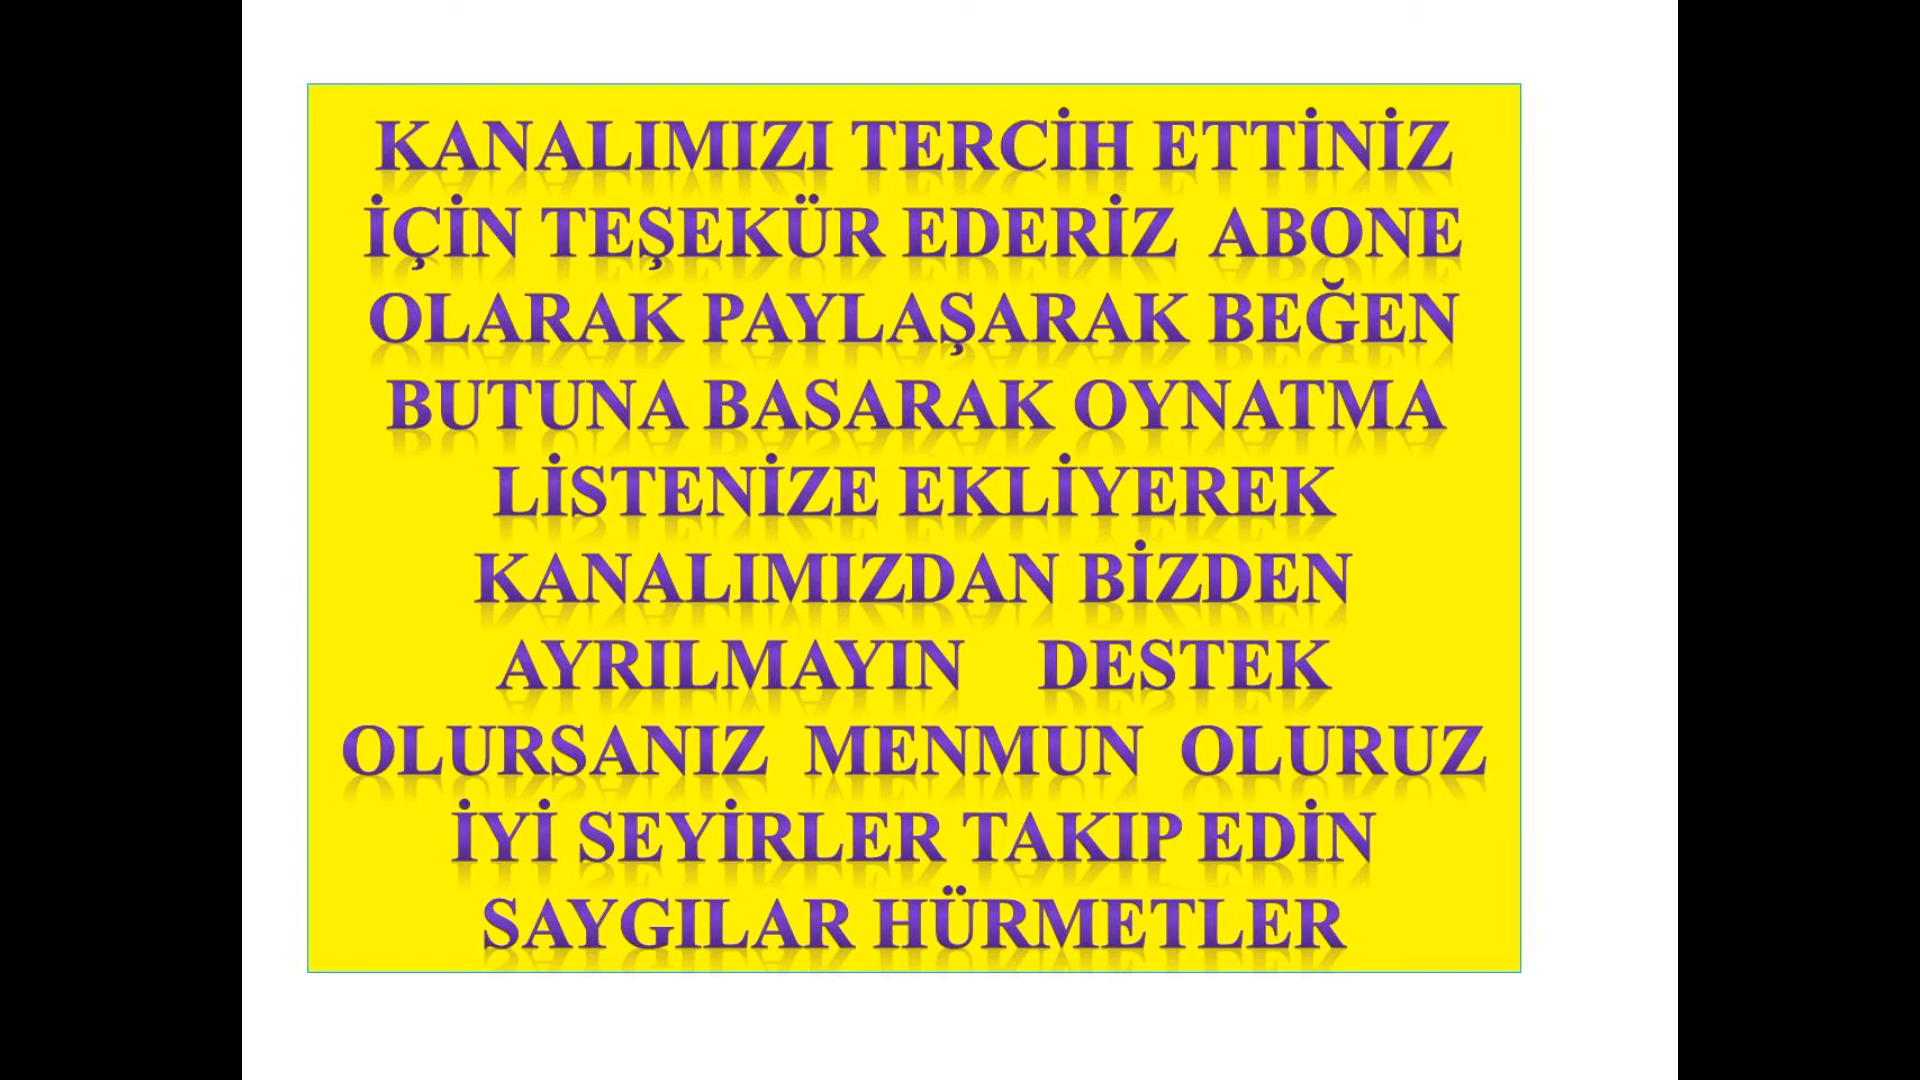 KANALIMIZI TERCİH ETTİNİZ
İÇİN TEŞEKÜR EDERİZ ABONE
OLARAK PAYLAŞARAK BEĞEN
BUTUNA BASARAK OYNATMA
LİSTENİZE EKLİYEREK
KANALIMIZDAN BİZDEN
AYRILMAYIN DESTEK
OLURSANIZ MENMUN OLURUZ
İYİ SEYİRLER TAKIP EDİN
SAYGILAR HÜRMETLER